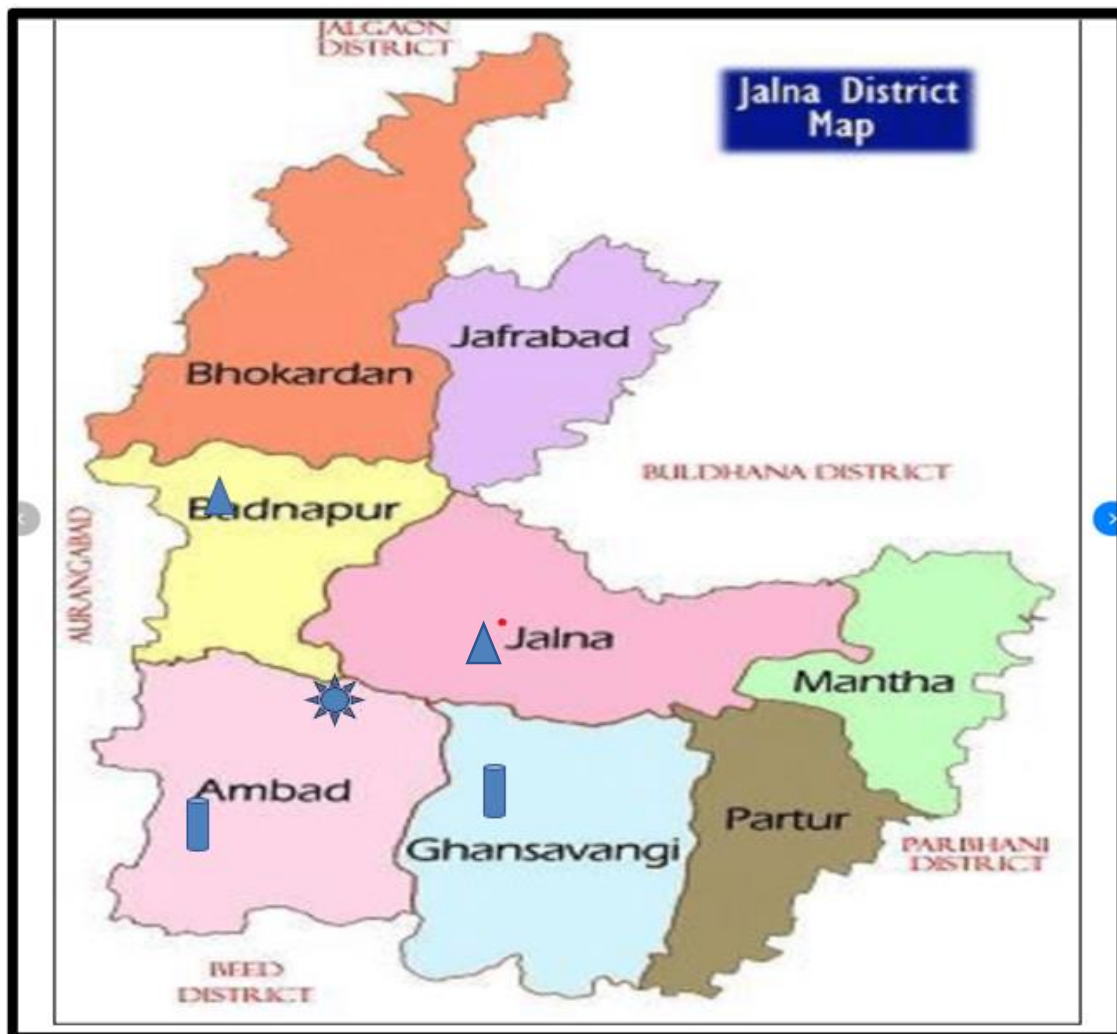 JALGAON
DISTRICT
Jalna District
Map
Jafrabad
Bhokardan
BULDHANA DISTRICT
Badnapur
AURANGABAD
Jalna
Mantha
Ambad
Partur
Ghansavangi
PARBHANI
DISTRICT
BEED
DISTRICT